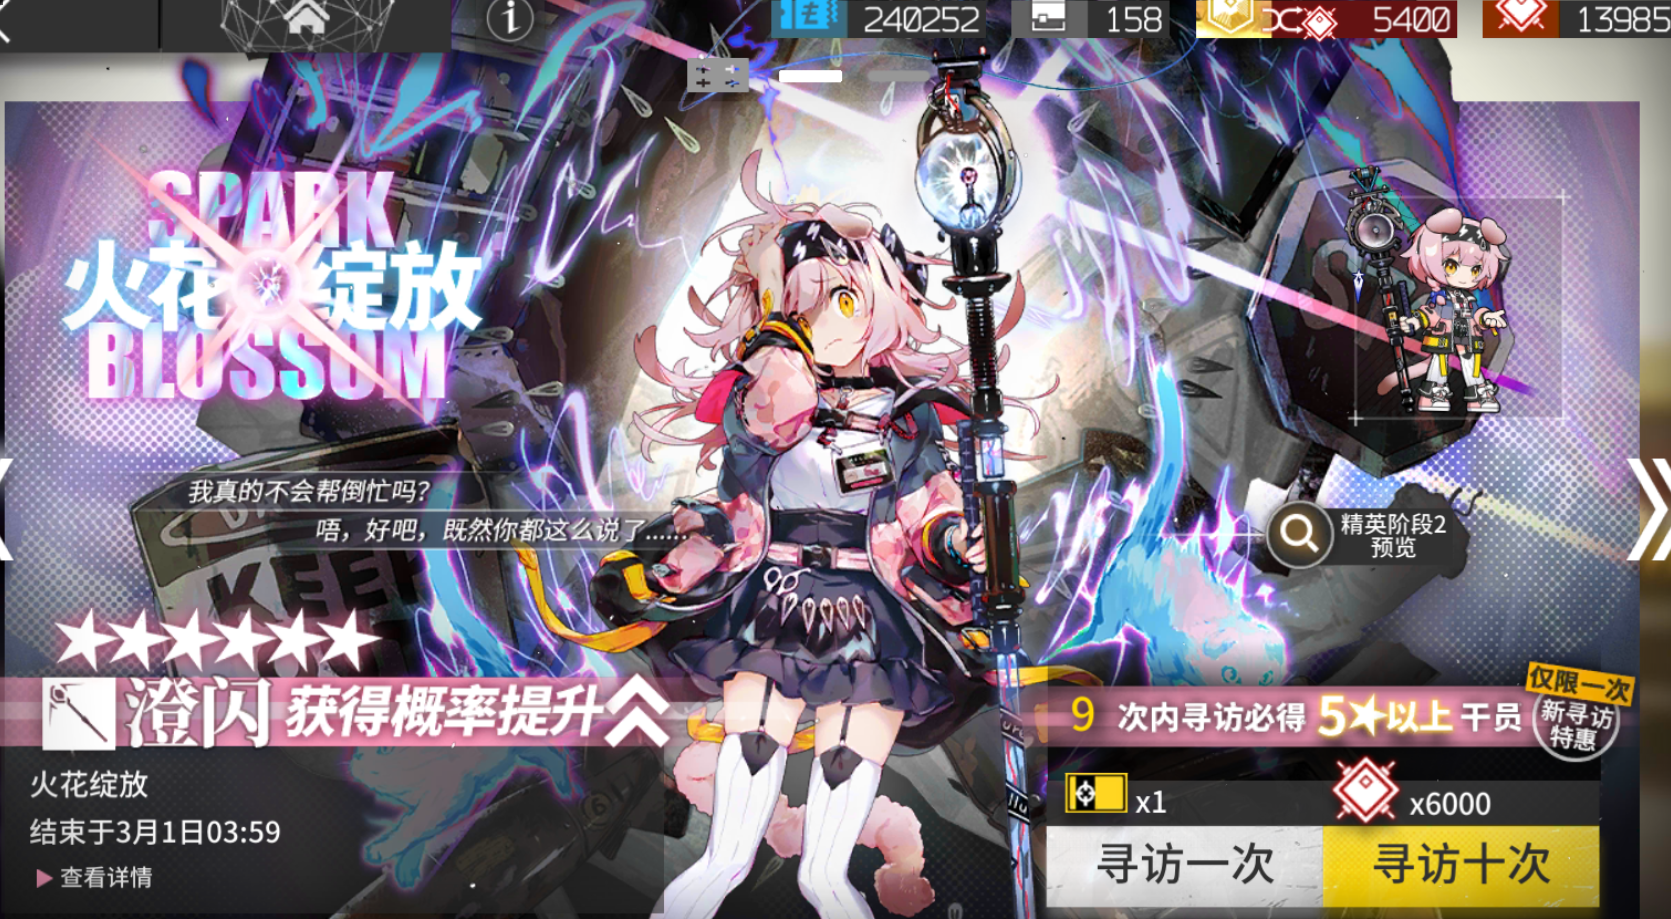 240252
158
5400
13985
SPARK
火花绽放
BLOSSOM
我真的不会帮倒忙吗？
唔，好吧，既然你都这么说了......
KEEP
精英阶段2
预览
澄闪 获得概率提升
火花绽放
结束于3月1日03:59
查看详情
仅限一次
新寻访
特惠
9 次内寻访必得 5★以上 干员
x1
x6000
寻访一次
寻访十次